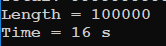 Length = 100000
Time = 16 s